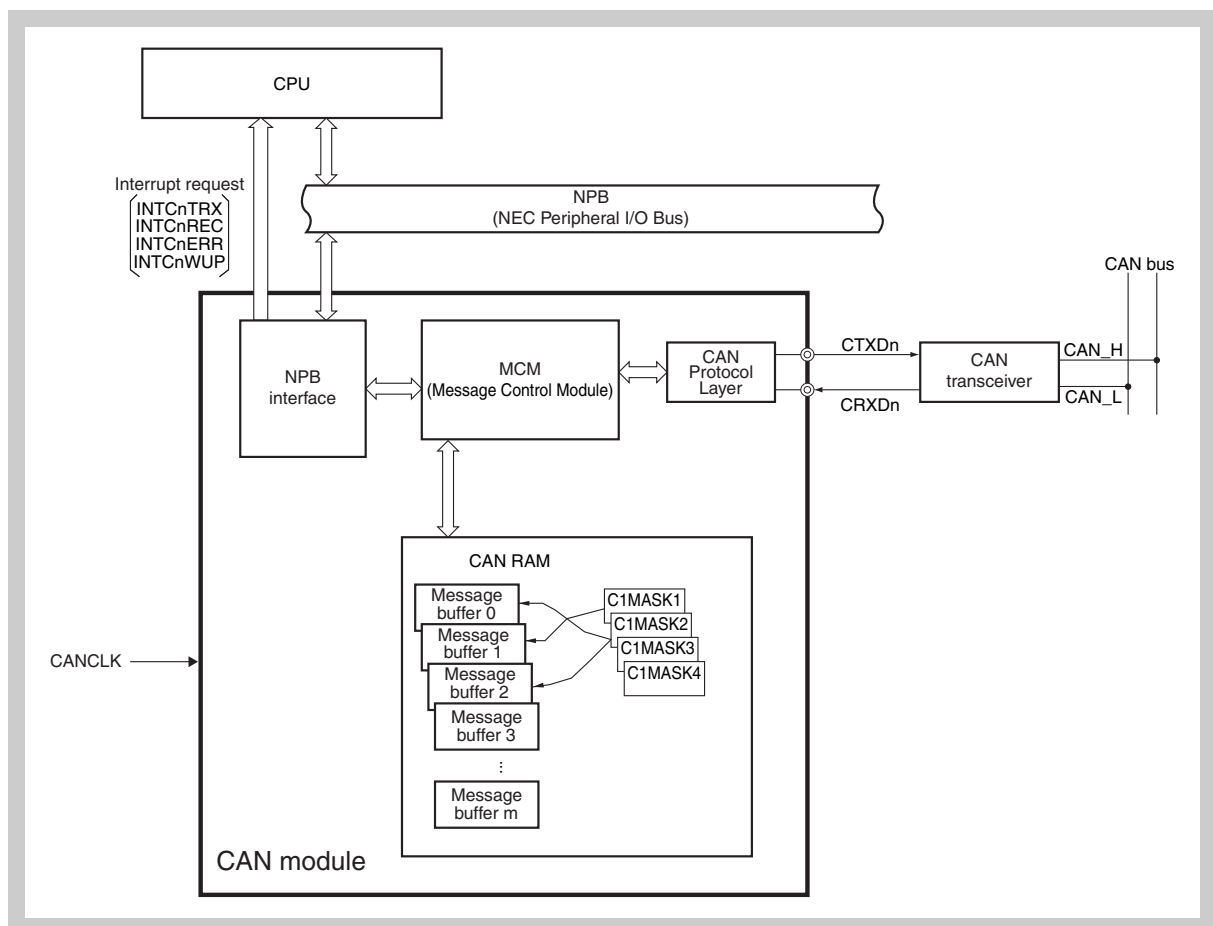 CPU
Interrupt request
INTCnTRX
INTCnREC
INTCnERR
INTCnWUP
NPB
(NEC Peripheral I/O Bus)
CAN bus
NPB
interface
MCM
(Message Control Module)
CAN
Protocol
Layer
CTXDn
CRXDn
CAN
transceiver
CAN_H
CAN_L
CAN RAM
Message
buffer 0
Message
buffer 1
Message
buffer 2
Message
buffer 3
...
Message
buffer m
C1MASK1
C1MASK2
C1MASK3
C1MASK4
CANCLK
CAN module